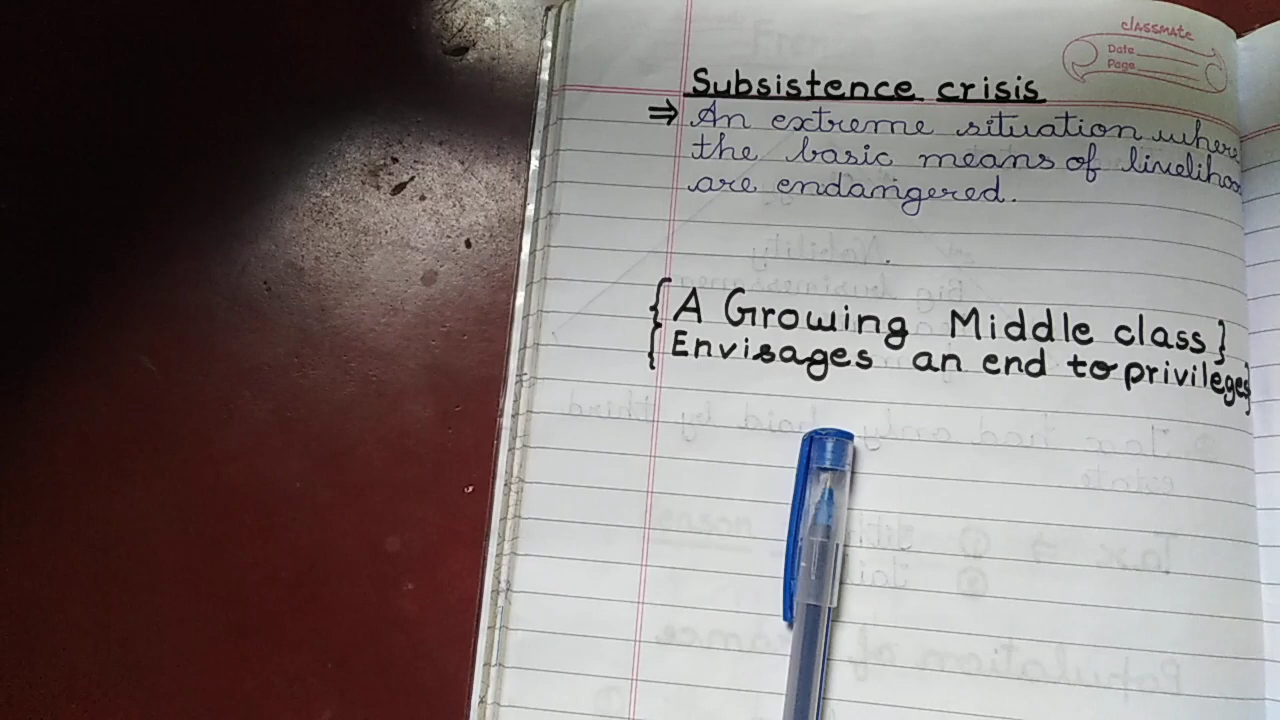 classmate
Date
Page
Subsistence crisis
⇒ An extreme situation where
the basic means of livelihoo
are endangered.
{A Growing Middle class}
{Envisages an end to privileges}